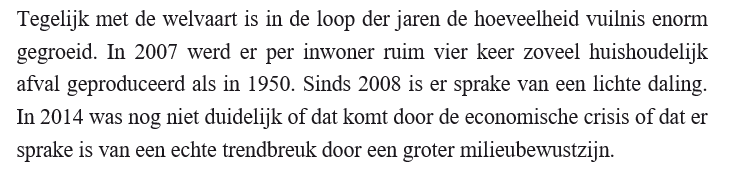 Tegelijk met de welvaart is in de loop der jaren de hoeveelheid vuilnis enorm
gegroeid. In 2007 werd er per inwoner ruim vier keer zoveel huishoudelijk
afval geproduceerd als in 1950. Sinds 2008 is er sprake van een lichte daling.
In 2014 was nog niet duidelijk of dat komt door de economische crisis of dat er
sprake is van een echte trendbreuk door een groter milieubewustzijn.